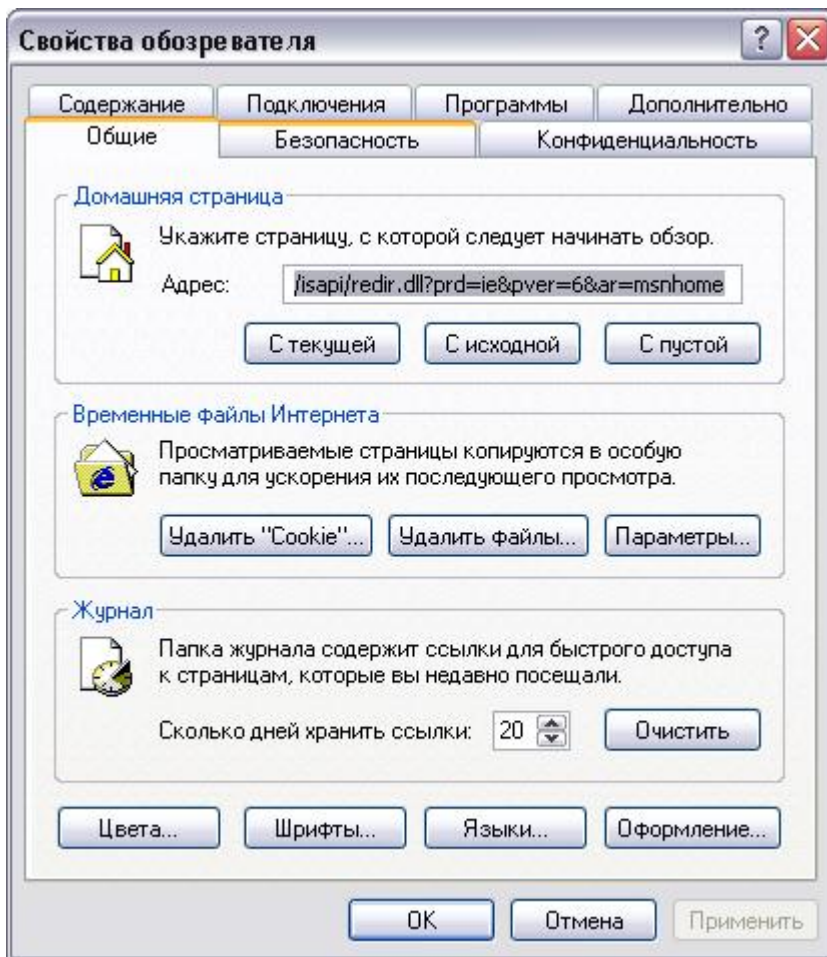 Свойства обозревателя
Содержание Подключения Программы Дополнительно
Общие Безопасность Конфиденциальность
Домашняя страница
Укажите страницу, с которой следует начинать обзор.
Адрес: /isapi/redir.dll?prd=ie&pver=6&ar=msnhome
С текущей С исходной С пустой
Временные файлы Интернета
Просматриваемые страницы копируются в особую
папку для ускорения их последующего просмотра.
Удалить "Cookie"... Удалить файлы... Параметры...
Журнал
Папка журнала содержит ссылки для быстрого доступа
к страницам, которые вы недавно посещали.
Сколько дней хранить ссылки: 20 Очистить
Цвета... Шрифты... Языки... Оформление...
OK Отмена Применить